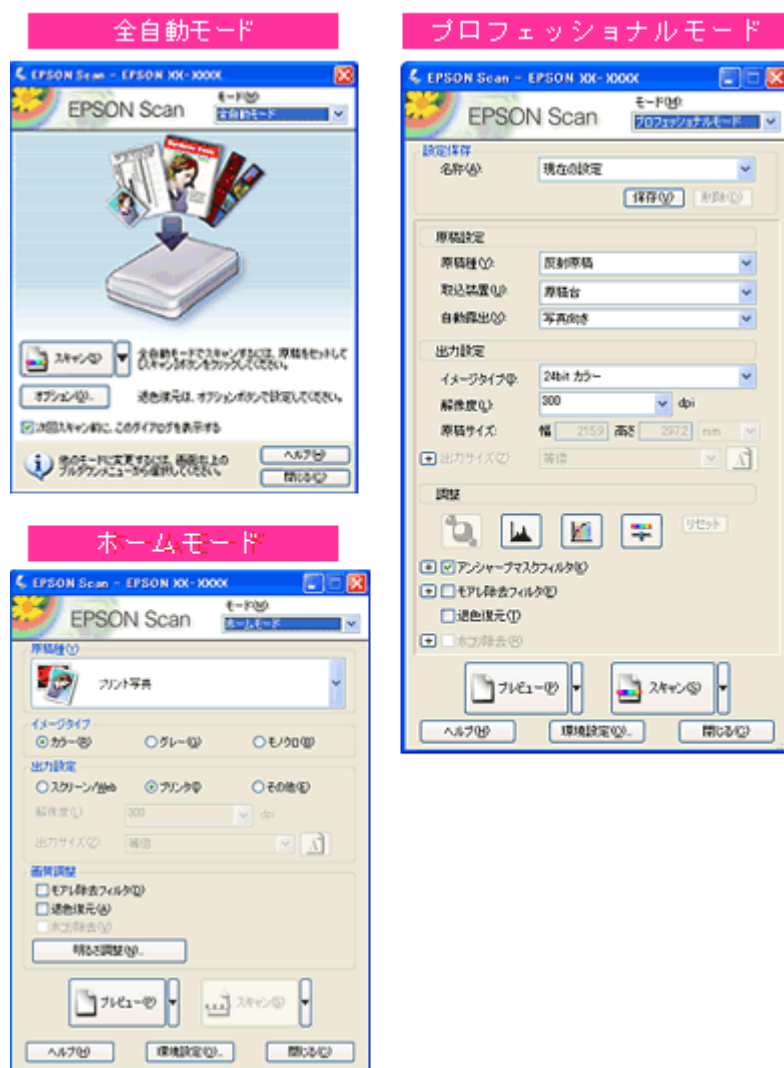 全自動モード
EPSON Scan - EPSON XX-XXXX
EPSON Scan
モード(M):
全自動モード
スキャン(S)
全自動モードでスキャンするには、原稿をセットして
[スキャン]ボタンをクリックしてください。
オプション(O)...
退色復元は、オプションボタンで設定してください。
次回スキャン前に、このダイアログを表示する
他のモードに変更するには、画面右上の
プルダウンメニューから選択してください。
ヘルプ(H)
閉じる(C)
ホームモード
EPSON Scan - EPSON XX-XXXX
EPSON Scan
モード(M):
ホームモード
原稿種(Y)
プリント写真
イメージタイプ
カラー(B) グレー(G) モノクロ(W)
出力設定
スクリーン/Web プリンタ(I) その他(E)
解像度(L): 300 dpi
出力サイズ(Z): 等倍
画質調整
モアレ除去フィルタ(D)
退色復元(A)
ホコリ除去(V)
明るさ調整(N)...
プレビュー(P) スキャン(S)
ヘルプ(H) 環境設定(O)... 閉じる(C)
プロフェッショナルモード
EPSON Scan - EPSON XX-XXXX
EPSON Scan
モード(M):
プロフェッショナルモード
設定保存
名称(A): 現在の設定
保存(V) 削除(D)
原稿設定
原稿種(Y): 反射原稿
取込装置(U): 原稿台
自動露出(X): 写真向き
出力設定
イメージタイプ(T): 24bit カラー
解像度(L): 300 dpi
原稿サイズ: 幅 215.9 高さ 297.2 mm
出力サイズ(Z): 等倍
調整
リセット
アンシャープマスクフィルタ(K)
モアレ除去フィルタ(E)
退色復元(T)
ホコリ除去(R)
プレビュー(P) スキャン(S)
ヘルプ(H) 環境設定(O)... 閉じる(C)